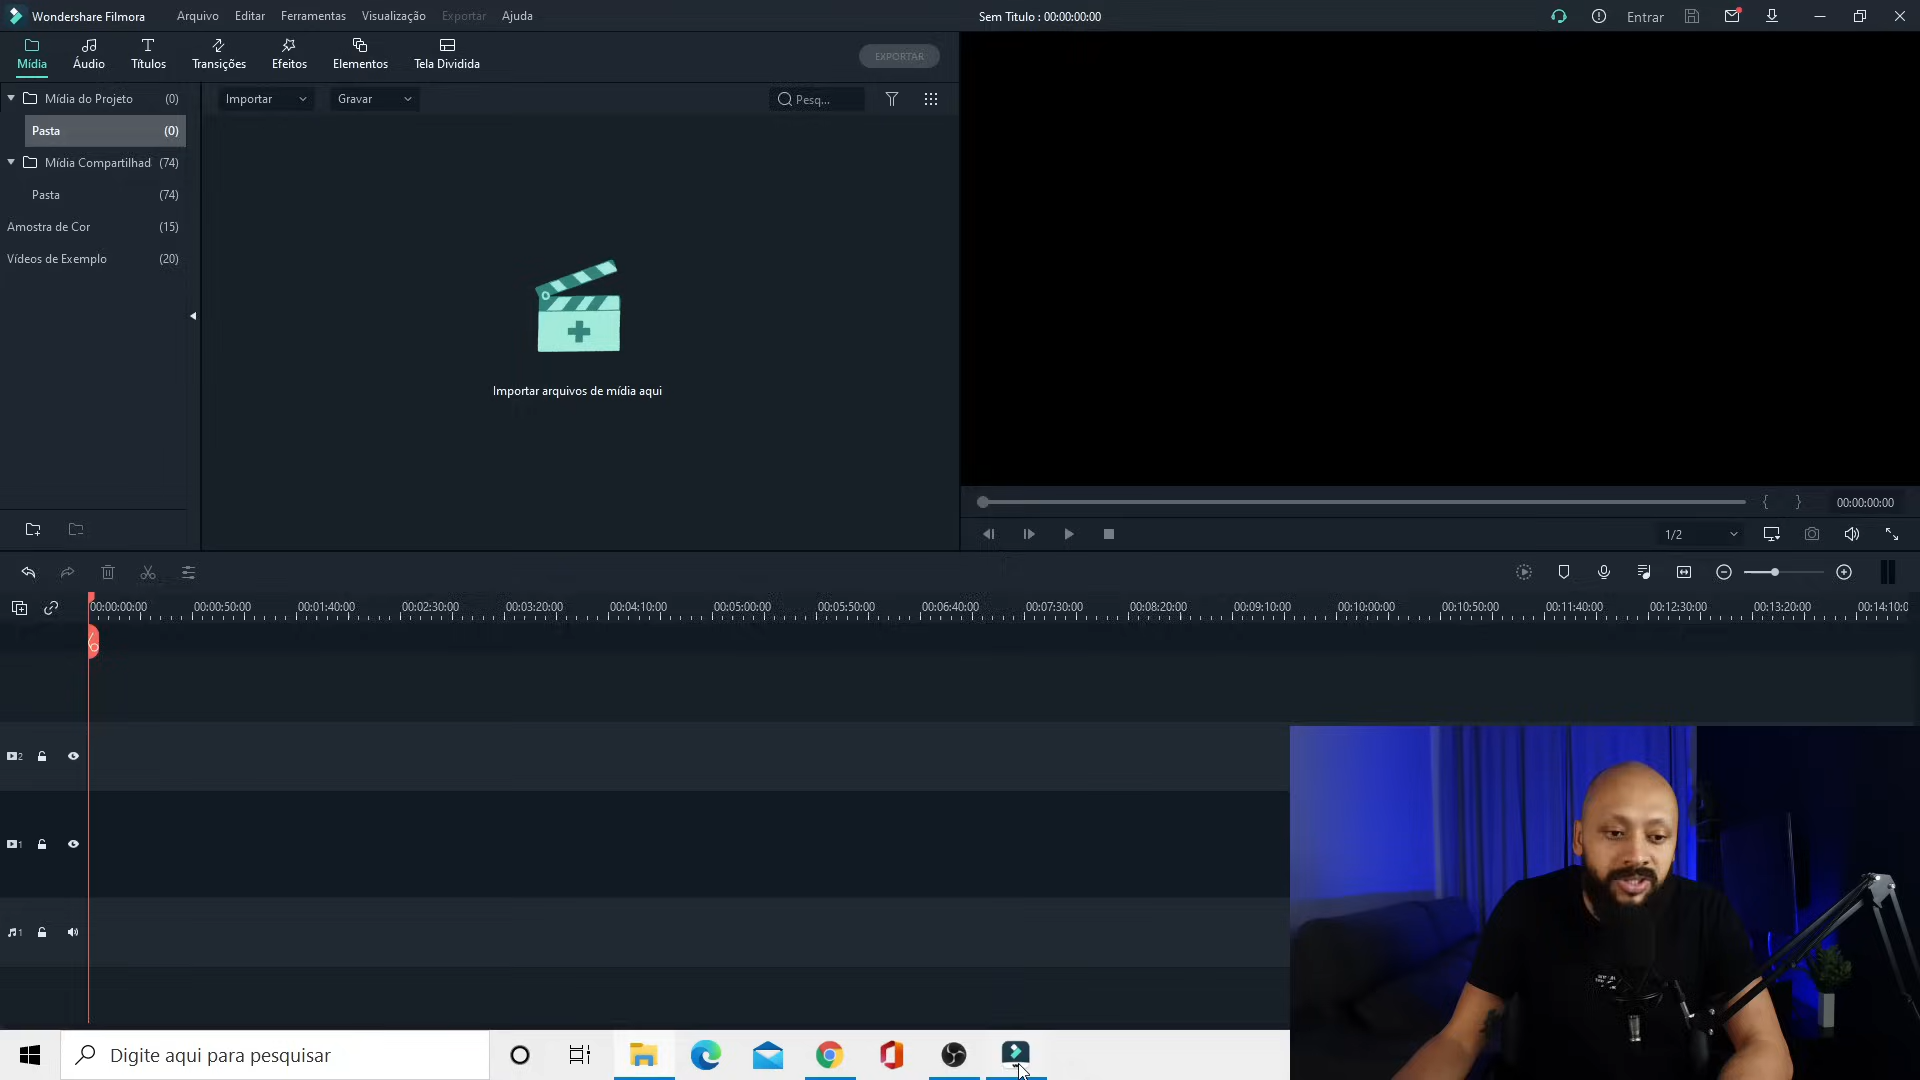 Wondershare Filmora Arquivo Editar Ferramentas Visualização Exportar Ajuda Sem Titulo : 00:00:00:00 Entrar
Mídia Áudio Títulos Transições Efeitos Elementos Tela Dividida EXPORTAR
Mídia do Projeto (0) Importar Gravar Pesq...
Pasta (0)
Mídia Compartilhad (74)
Pasta (74)
Amostra de Cor (15)
Vídeos de Exemplo (20)
Importar arquivos de mídia aqui
00:00:00:00
1/2
00:00:00:00 00:00:50:00 00:01:40:00 00:02:30:00 00:03:20:00 00:04:10:00 00:05:00:00 00:05:50:00 00:06:40:00 00:07:30:00 00:08:20:00 00:09:10:00 00:10:00:00 00:10:50:00 00:11:40:00 00:12:30:00 00:13:20:00 00:14:10:0
2
1
1
Digite aqui para pesquisar